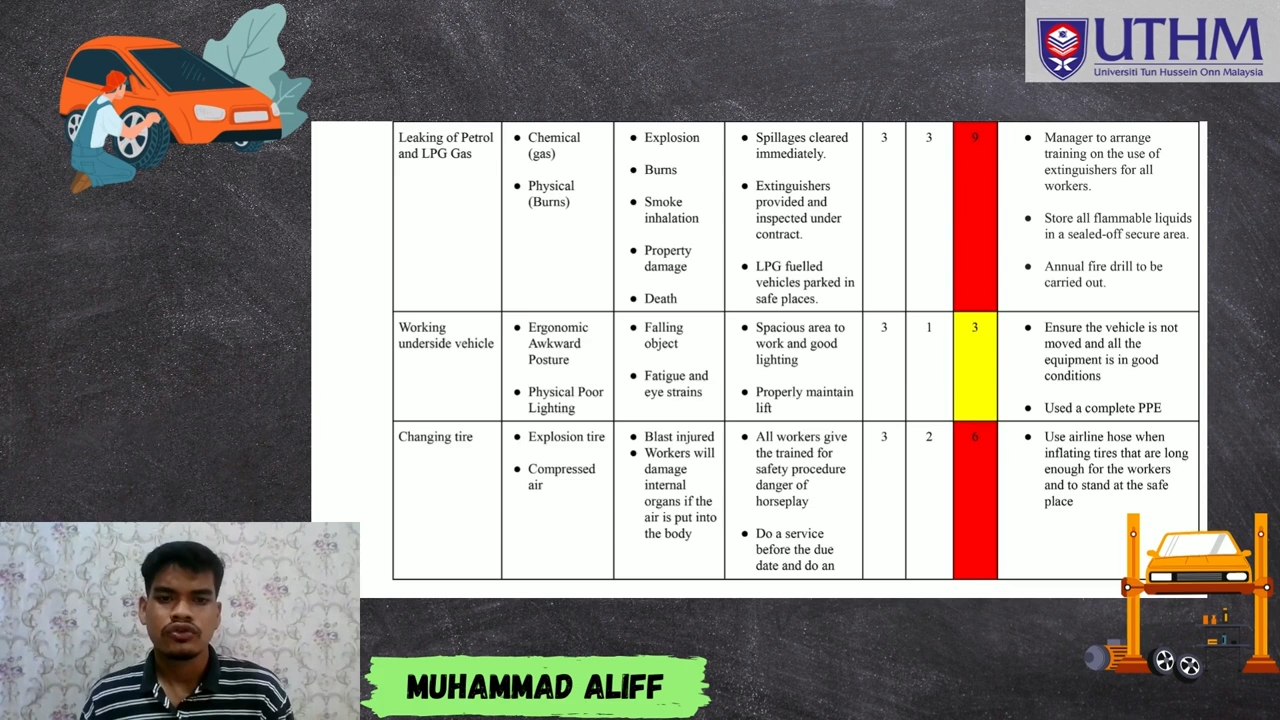 UTHM
Universiti Tun Hussein Onn Malaysia
Leaking of Petrol
and LPG Gas
● Chemical
(gas)
● Physical
(Burns)
● Explosion
● Burns
● Smoke
inhalation
● Property
damage
● Death
● Spillages cleared
immediately.
● Extinguishers
provided and
inspected under
contract.
● LPG fuelled
vehicles parked in
safe places.
3
3
9
● Manager to arrange
training on the use of
extinguishers for all
workers.
● Store all flammable liquids
in a sealed-off secure area.
● Annual fire drill to be
carried out.
Working
underside vehicle
● Ergonomic
Awkward
Posture
● Physical Poor
Lighting
● Falling
object
● Fatigue and
eye strains
● Spacious area to
work and good
lighting
● Properly maintain
lift
3
1
3
● Ensure the vehicle is not
moved and all the
equipment is in good
conditions
● Used a complete PPE
Changing tire
● Explosion tire
● Compressed
air
● Blast injured
● Workers will
damage
internal
organs if the
air is put into
the body
● All workers give
the trained for
safety procedure
danger of
horseplay
● Do a service
before the due
date and do an
3
2
6
● Use airline hose when
inflating tires that are long
enough for the workers
and to stand at the safe
place
MUHAMMAD ALIFF